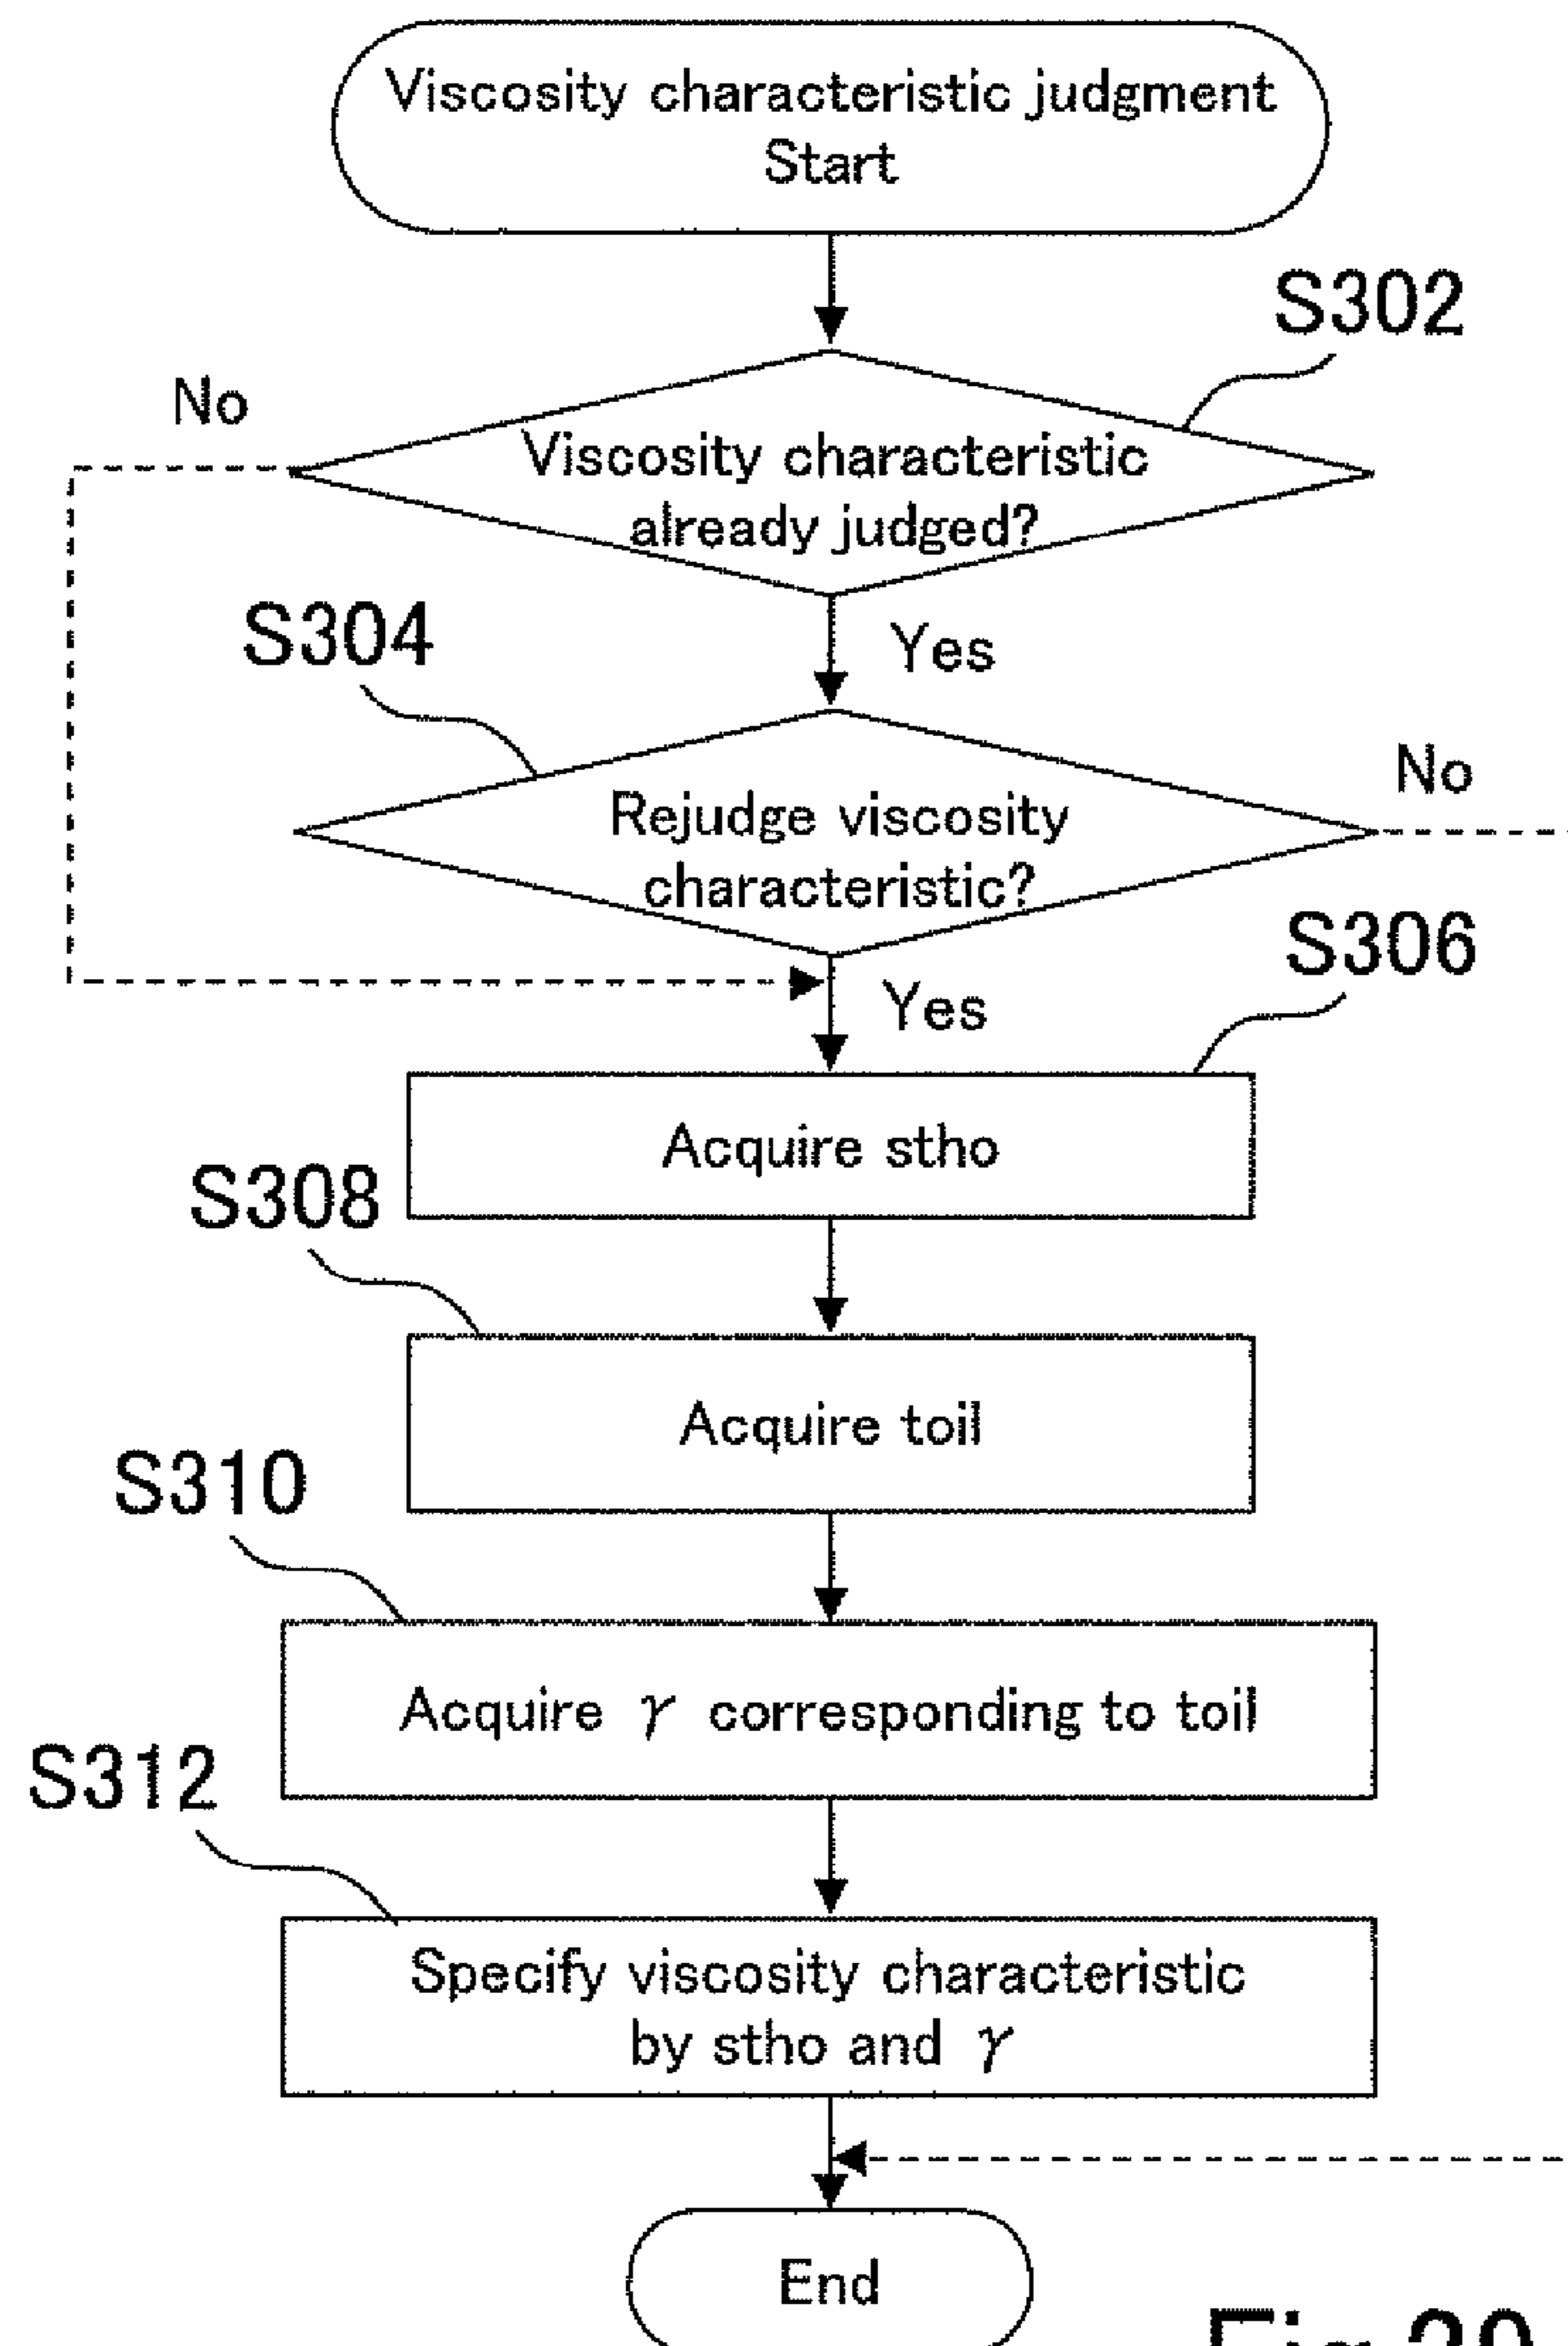 Viscosity characteristic judgment
Start
S302
No
Viscosity characteristic
already judged?
Yes
S304
No
Rejudge viscosity
characteristic?
Yes
S306
Acquire stho
S308
Acquire toil
S310
Acquire γ corresponding to toil
S312
Specify viscosity characteristic
by stho and γ
End